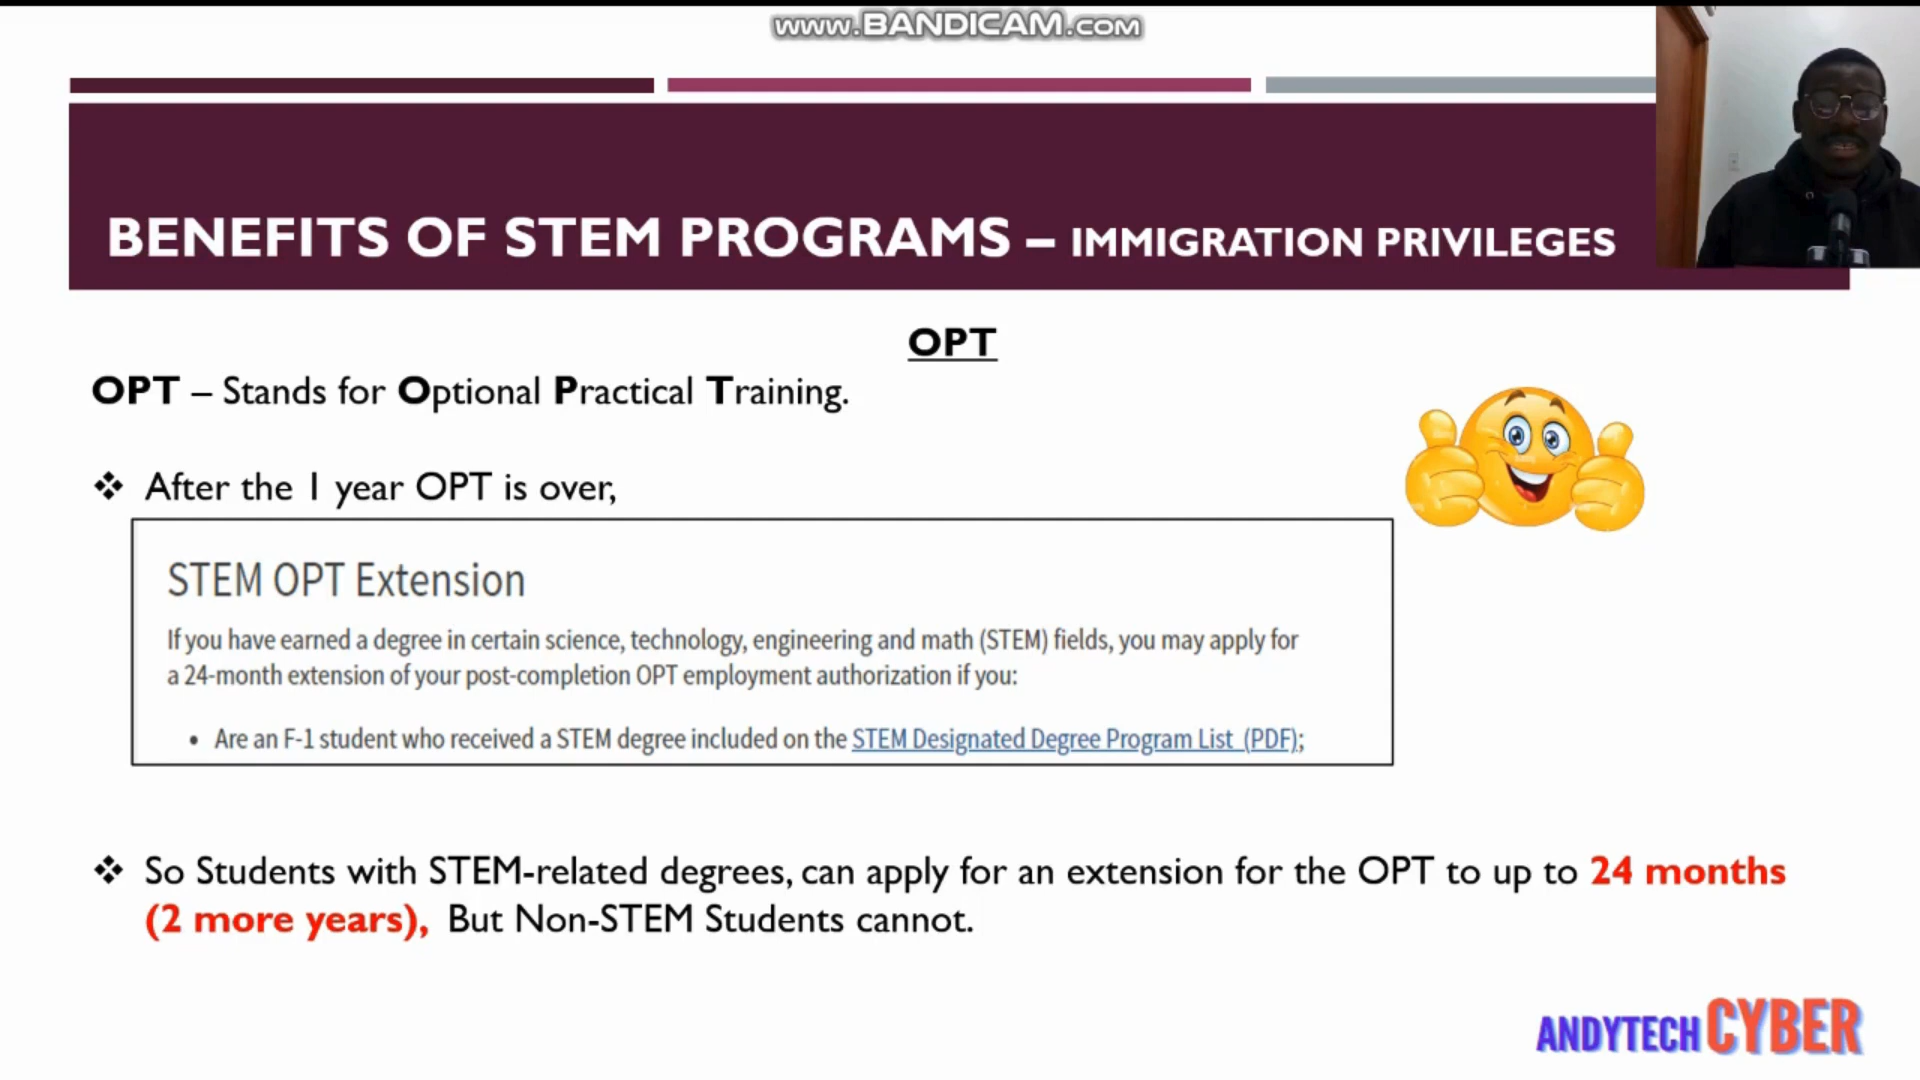 www.BANDICAM.com
BENEFITS OF STEM PROGRAMS – IMMIGRATION PRIVILEGES
OPT
OPT – Stands for Optional Practical Training.
❖ After the 1 year OPT is over,
STEM OPT Extension
If you have earned a degree in certain science, technology, engineering and math (STEM) fields, you may apply for
a 24-month extension of your post-completion OPT employment authorization if you:
• Are an F-1 student who received a STEM degree included on the STEM Designated Degree Program List (PDF);
❖ So Students with STEM-related degrees, can apply for an extension for the OPT to up to 24 months
(2 more years), But Non-STEM Students cannot.
ANDYTECH CYBER